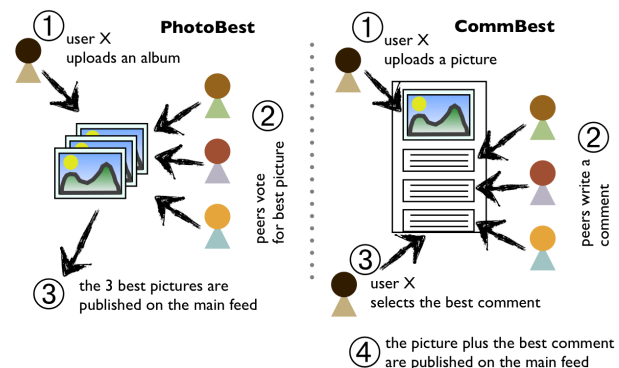 PhotoBest
1
user X
uploads an album
2
peers vote
for best picture
3
the 3 best pictures are
published on the main feed
CommBest
1
user X
uploads a picture
2
peers write a
comment
3
user X
selects the best comment
4
the picture plus the best comment
are published on the main feed